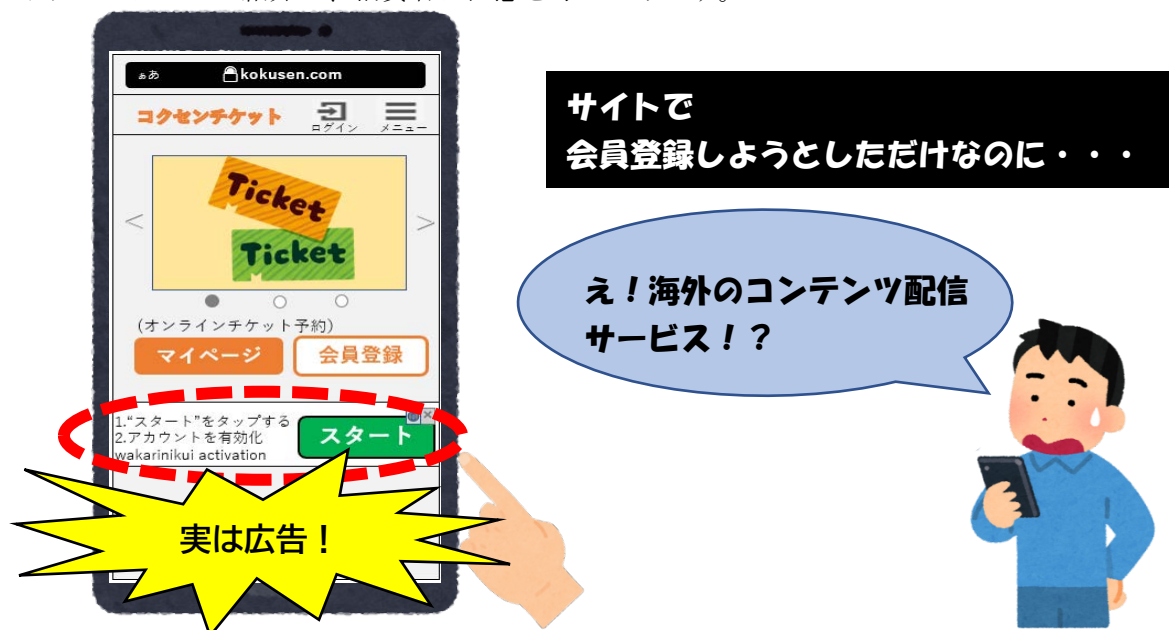 ぁあ kokusen.com
コクセンチケット
ログイン メニュー
Ticket
Ticket
(オンラインチケット予約)
マイページ 会員登録
1.“スタート”をタップする
2.アカウントを有効化
wakarinikui activation
スタート
実は広告！
サイトで
会員登録しようとしただけなのに・・・
え！海外のコンテンツ配信
サービス！？